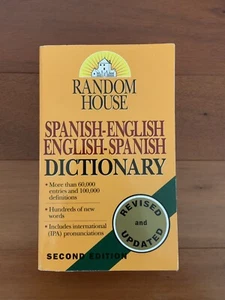 RANDOM
HOUSE
SPANISH-ENGLISH
ENGLISH-SPANISH
DICTIONARY
• More than 60,000
entries and 100,000
definitions
• Hundreds of new
words
• Includes international
(IPA) pronunciations
REVISED
and
UPDATED
SECOND EDITION